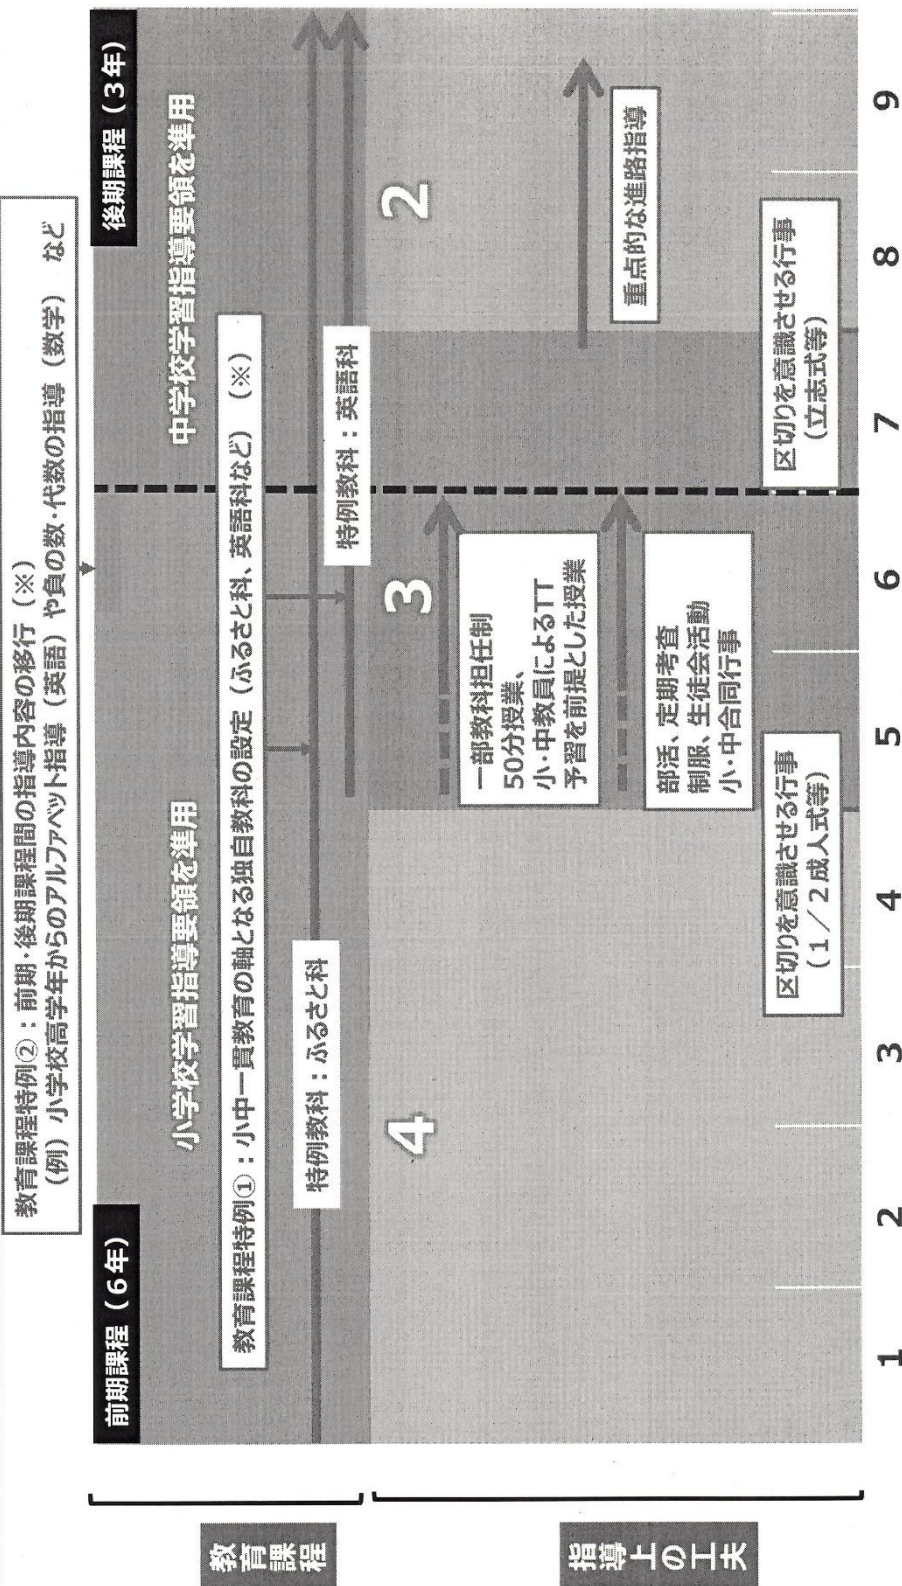 教育課程特例②：前期・後期課程間の指導内容の移行（※）
（例）小学校高学年からのアルファベット指導（英語）や負の数・代数の指導（数学）　など
前期課程（6年）
後期課程（3年）
小学校学習指導要領を準用
中学校学習指導要領を準用
教育課程特例①：小中一貫教育の軸となる独自教科の設定（ふるさと科、英語科など）（※）
特例教科：ふるさと科
特例教科：英語科
教育
課程
4
3
2
一部教科担任制
50分授業、
小・中教員によるTT
予習を前提とした授業
部活、定期考査
制服、生徒会活動
小・中合同行事
重点的な進路指導
区切りを意識させる行事
（1／2成人式等）
区切りを意識させる行事
（立志式等）
指導上の工夫
1
2
3
4
5
6
7
8
9